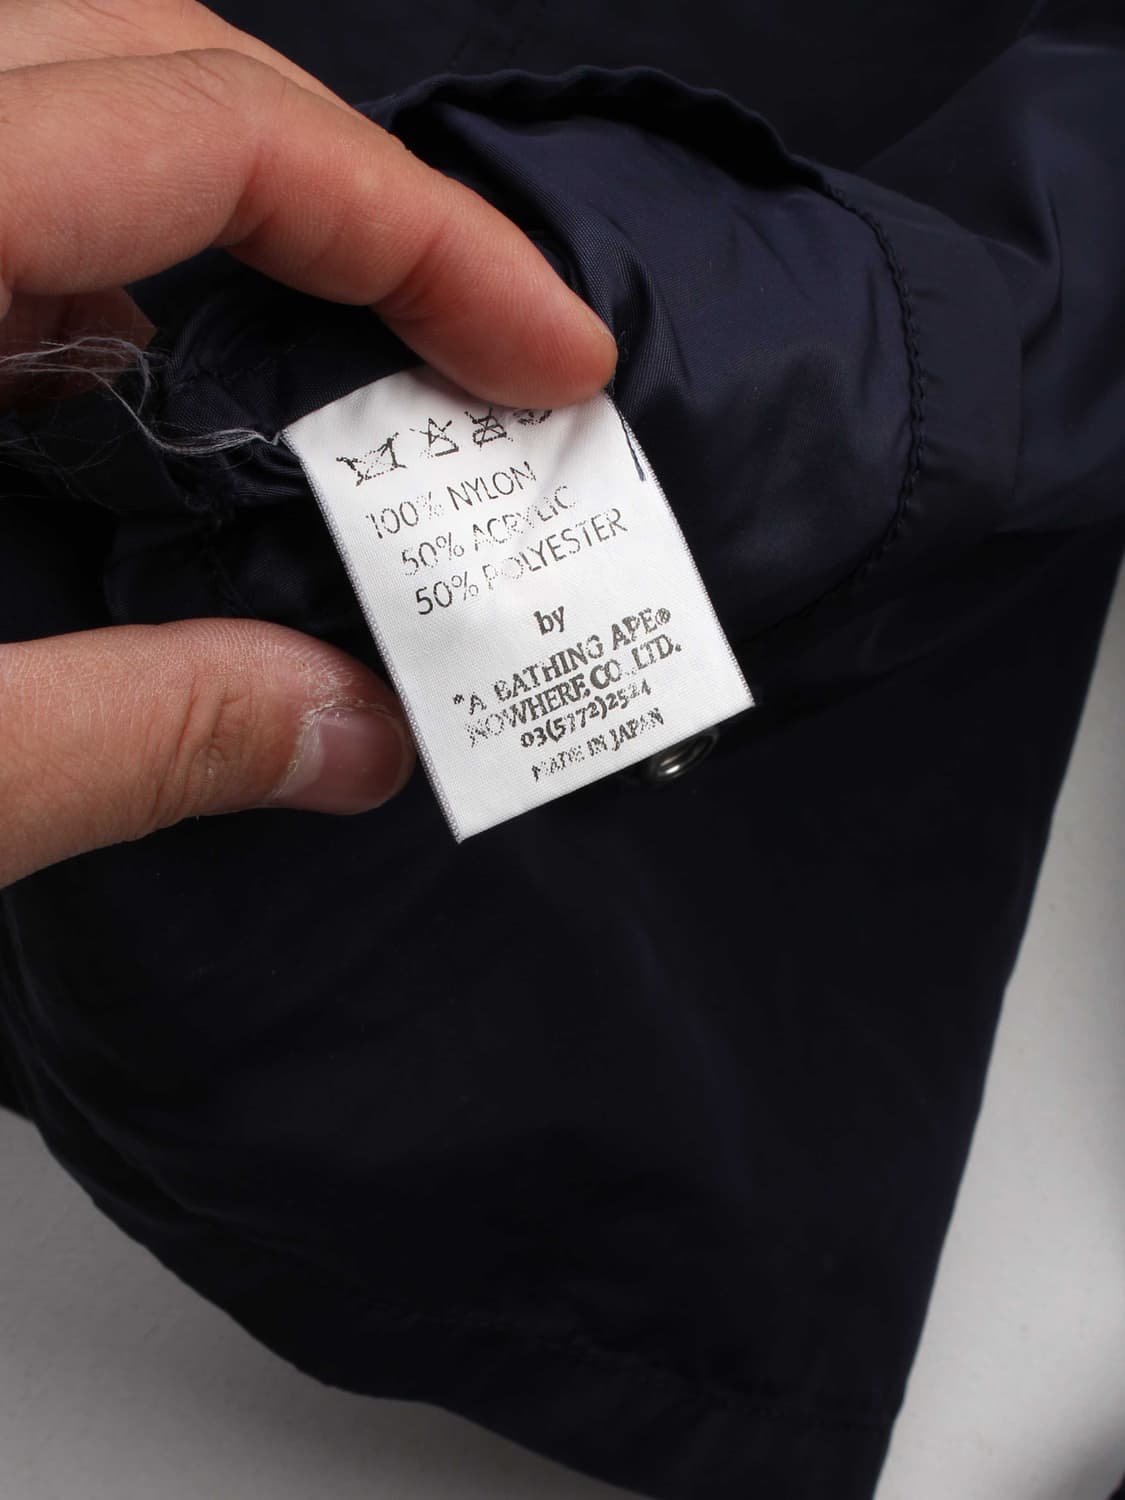 100% NYLON
50% ACRYLIC
50% POLYESTER
by
"A BATHING APE®
NOWHERE CO.,LTD.
03(5772)2524
MADE IN JAPAN